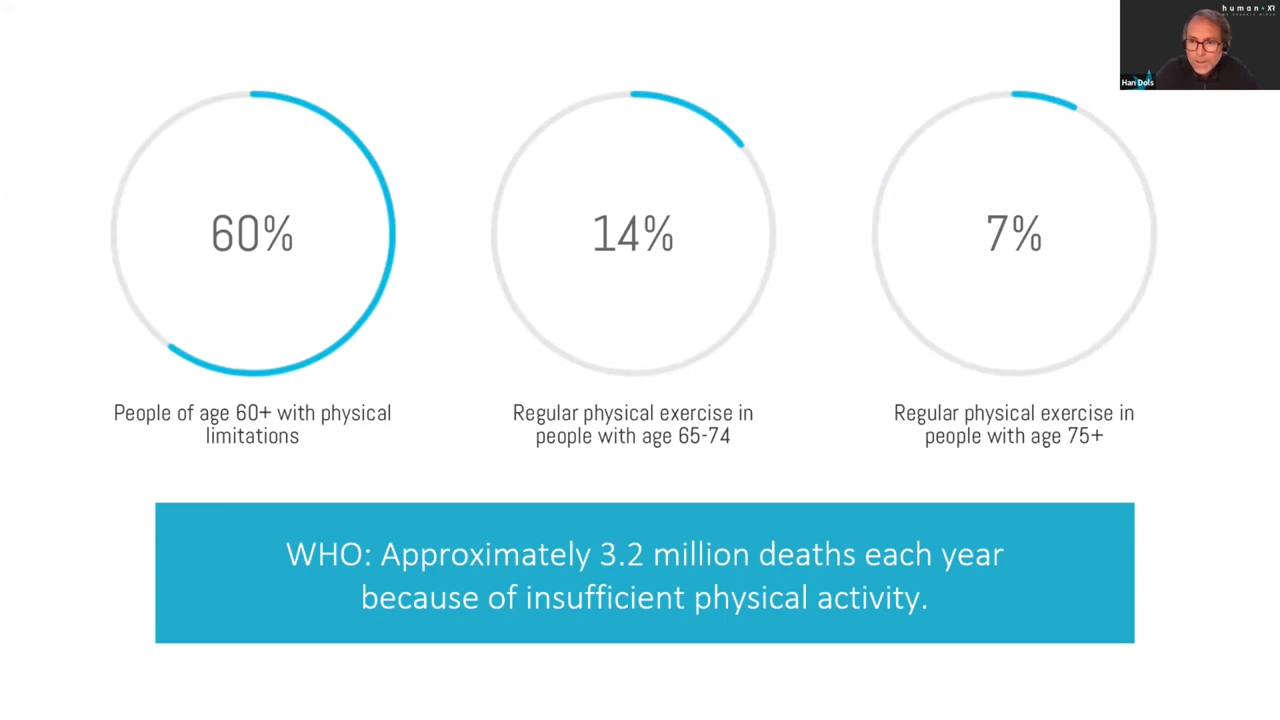 human+XR
Han Dols
60%
14%
7%
People of age 60+ with physical
limitations
Regular physical exercise in
people with age 65-74
Regular physical exercise in
people with age 75+
WHO: Approximately 3.2 million deaths each year
because of insufficient physical activity.